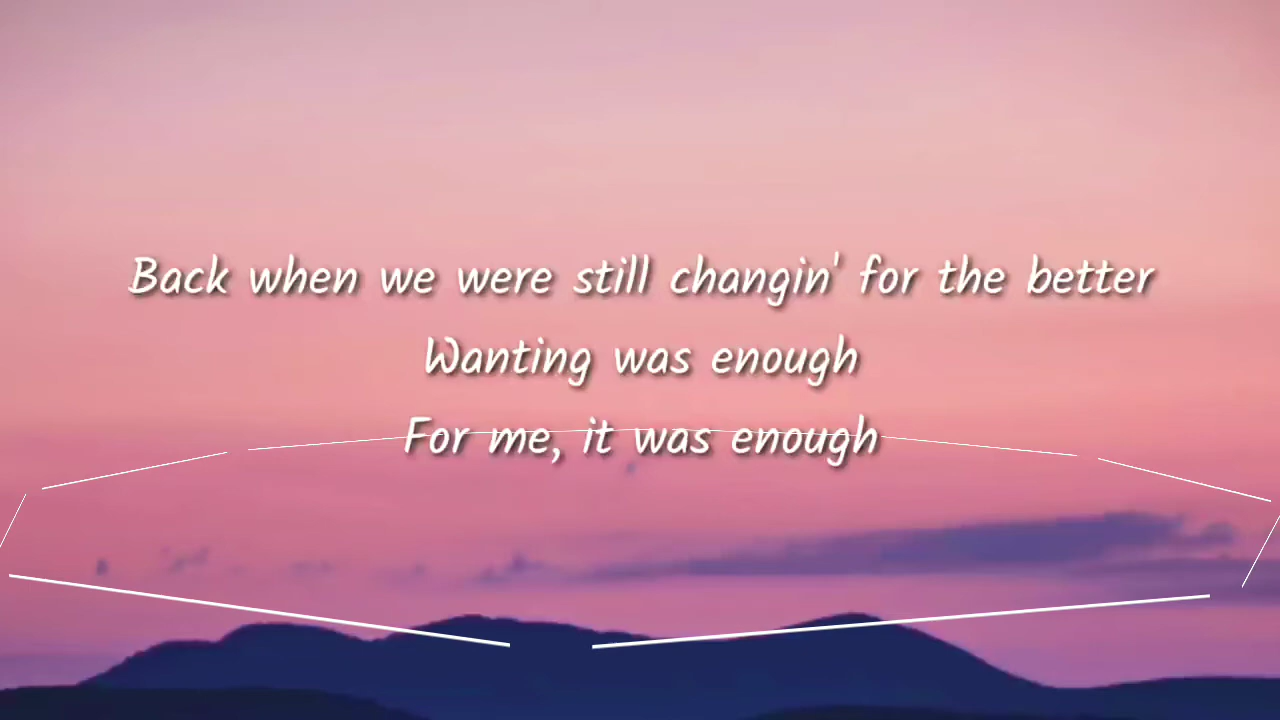 Back when we were still changin' for the better
Wanting was enough
For me, it was enough